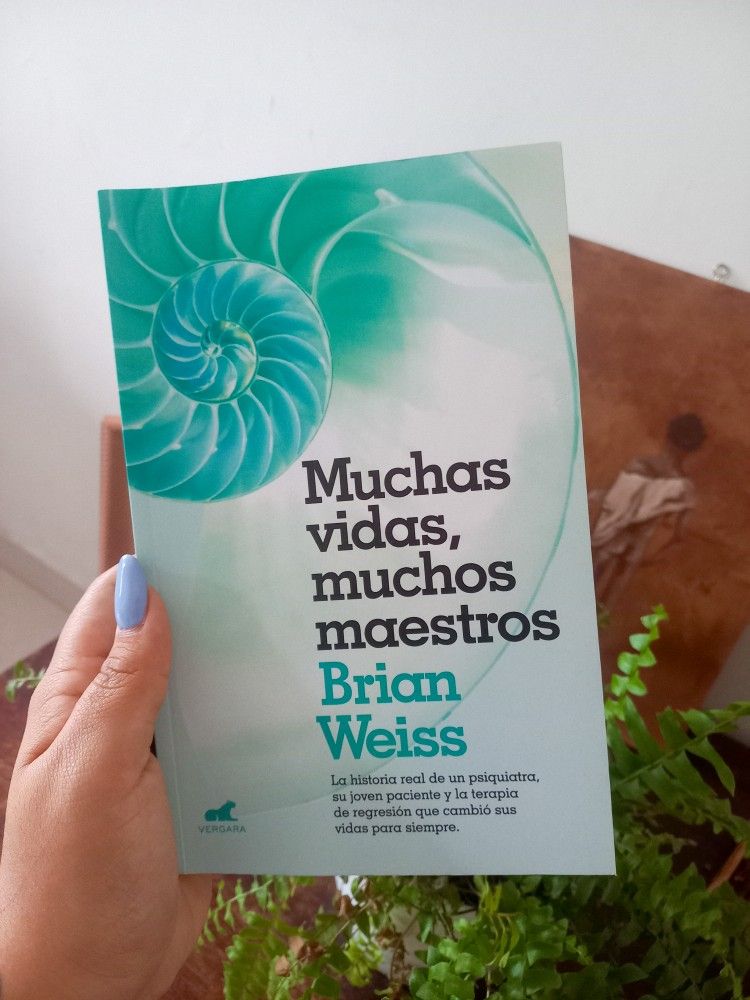 Muchas
vidas,
muchos
maestros
Brian
Weiss
La historia real de un psiquiatra,
su joven paciente y la terapia
de regresión que cambió sus
vidas para siempre.
VERGARA